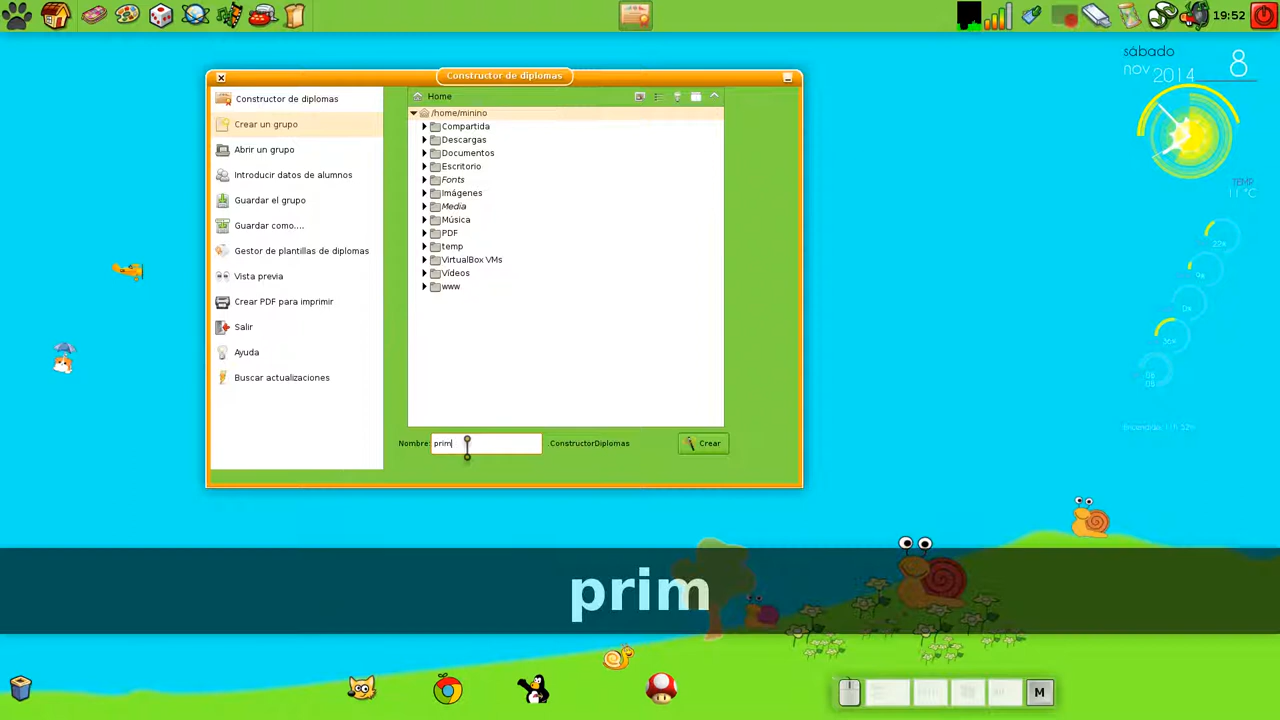 19:52
sábado
nov 2014 8
TEMP
11 °C
Constructor de diplomas
Constructor de diplomas
Crear un grupo
Abrir un grupo
Introducir datos de alumnos
Guardar el grupo
Guardar como....
Gestor de plantillas de diplomas
Vista previa
Crear PDF para imprimir
Salir
Ayuda
Buscar actualizaciones
Home
/home/minino
Compartida
Descargas
Documentos
Escritorio
Fonts
Imágenes
Media
Música
PDF
temp
VirtualBox VMs
Vídeos
www
Nombre: prim .ConstructorDiplomas Crear
prim
M